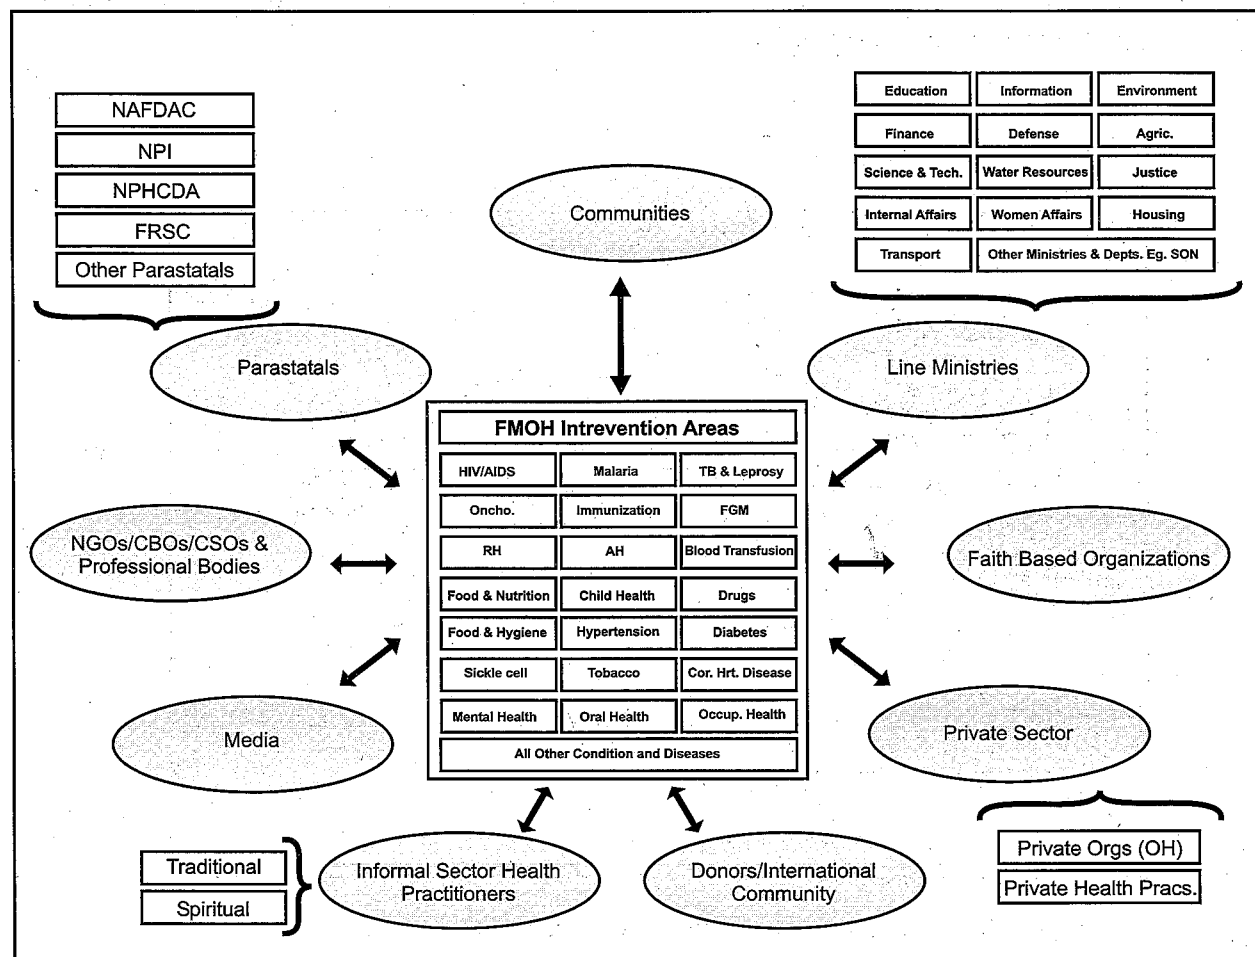 NAFDAC
NPI
NPHCDA
FRSC
Other Parastatals
Education
Information
Environment
Finance
Defense
Agric.
Science & Tech.
Water Resources
Justice
Internal Affairs
Women Affairs
Housing
Transport
Other Ministries & Depts. Eg. SON
Communities
Parastatals
Line Ministries
FMOH Intrevention Areas
HIV/AIDS
Malaria
TB & Leprosy
Oncho.
Immunization
FGM
RH
AH
Blood Transfusion
Food & Nutrition
Child Health
Drugs
Food & Hygiene
Hypertension
Diabetes
Sickle cell
Tobacco
Cor. Hrt. Disease
Mental Health
Oral Health
Occup. Health
All Other Condition and Diseases
NGOs/CBOs/CSOs &
Professional Bodies
Faith Based Organizations
Media
Private Sector
Traditional
Spiritual
Informal Sector Health
Practitioners
Donors/International
Community
Private Orgs (OH)
Private Health Pracs.